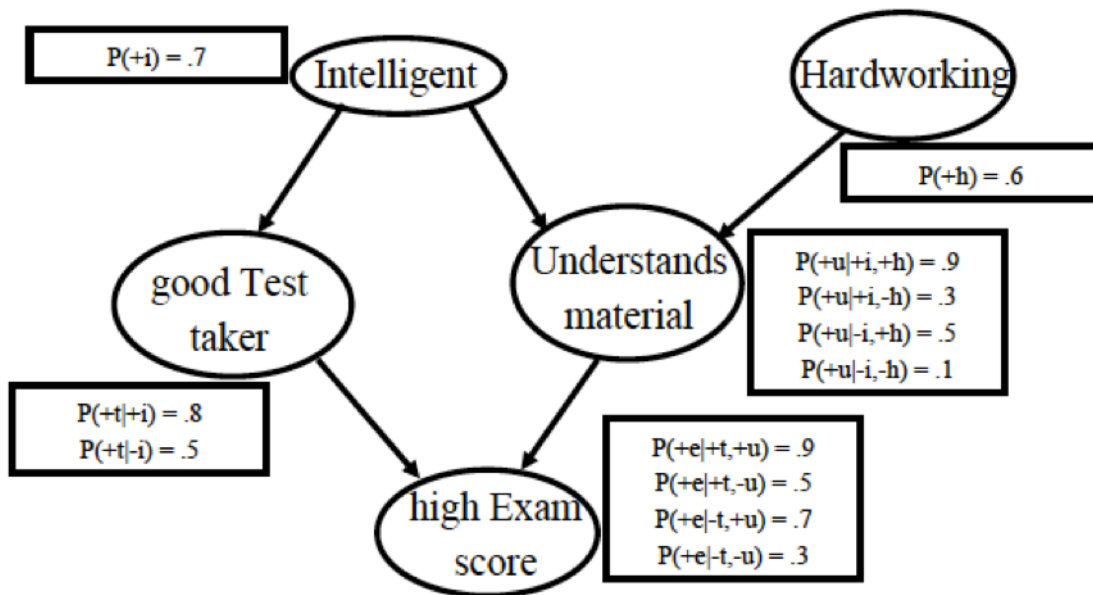 P(+i) = .7
Intelligent
Hardworking
P(+h) = .6
good Test
taker
Understands
material
P(+u|+i,+h) = .9
P(+u|+i,-h) = .3
P(+u|-i,+h) = .5
P(+u|-i,-h) = .1
P(+t|+i) = .8
P(+t|-i) = .5
high Exam
score
P(+e|+t,+u) = .9
P(+e|+t,-u) = .5
P(+e|-t,+u) = .7
P(+e|-t,-u) = .3